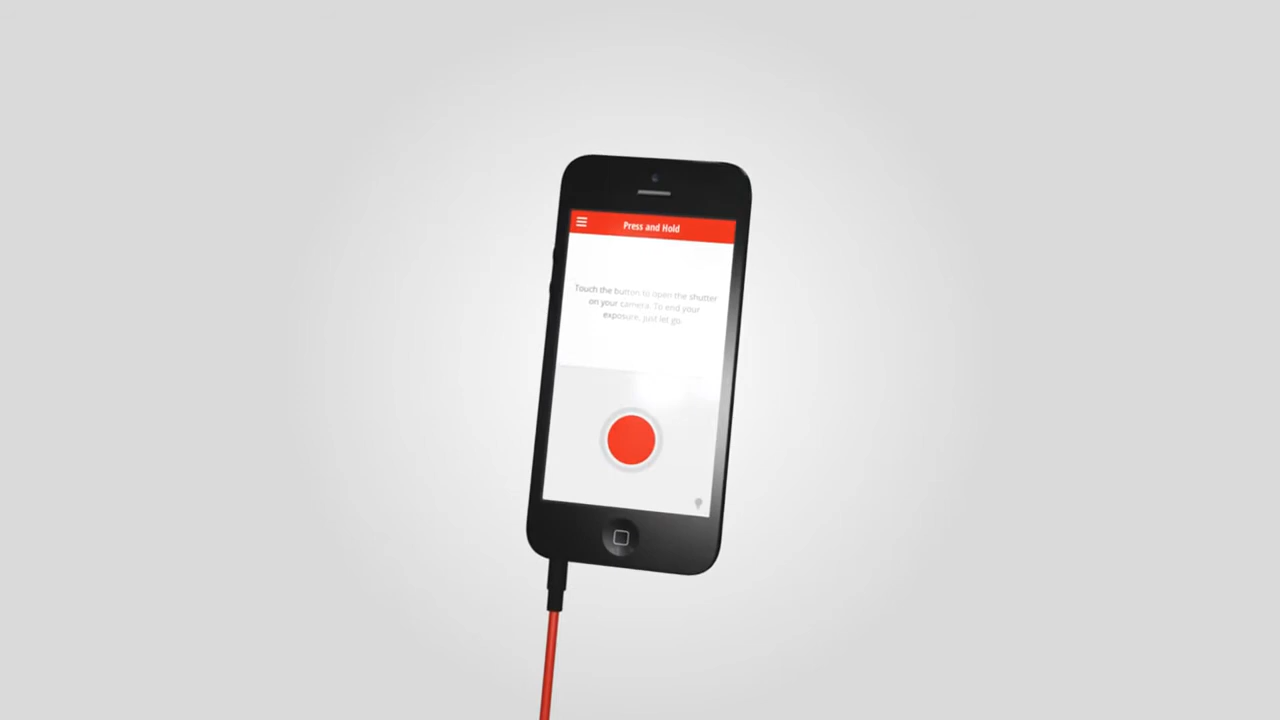 Press and Hold
Touch the button to open the shutter
on your camera. To end your
exposure, just let go.